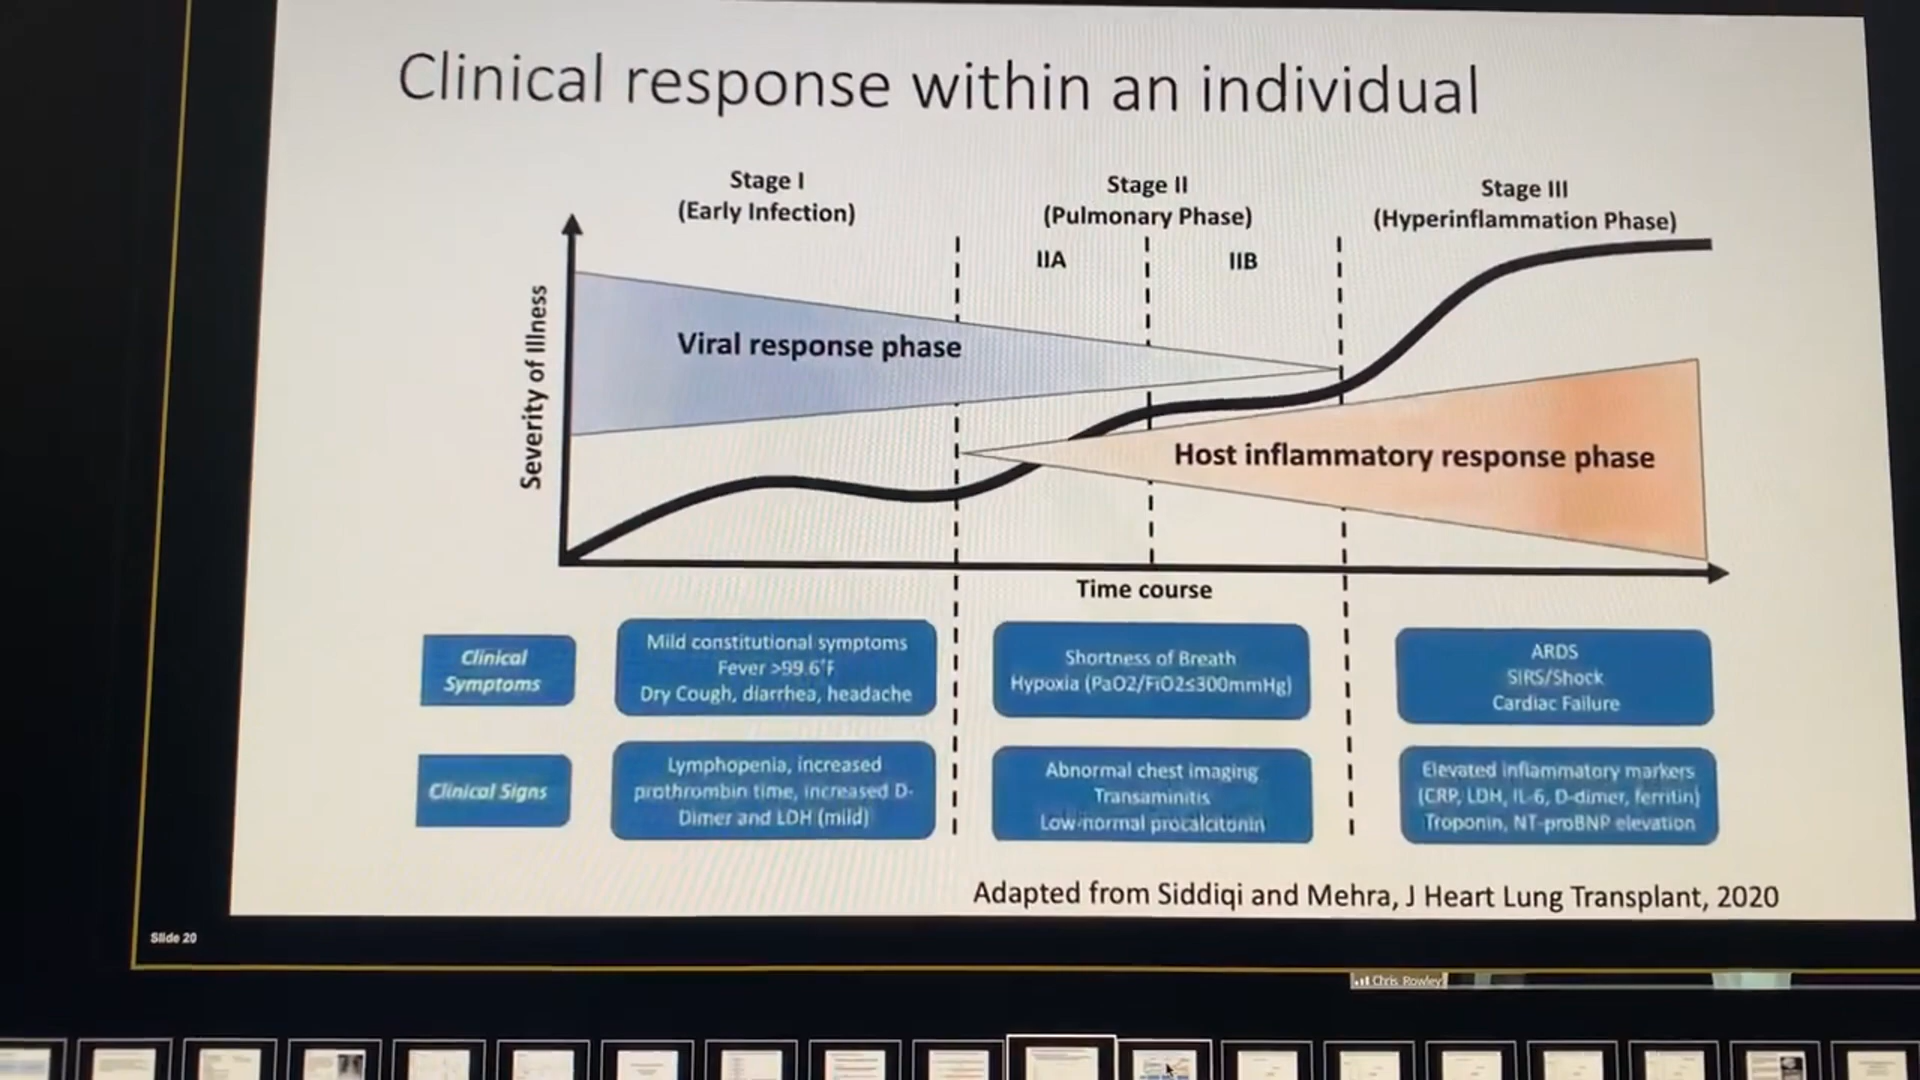 Clinical response within an individual
Stage I
(Early Infection)
Stage II
(Pulmonary Phase)
Stage III
(Hyperinflammation Phase)
IIA
IIB
Severity of Illness
Viral response phase
Host inflammatory response phase
Time course
Clinical
Symptoms
Mild constitutional symptoms
Fever >99.6°F
Dry Cough, diarrhea, headache
Shortness of Breath
Hypoxia (PaO2/FiO2≤300mmHg)
ARDS
SIRS/Shock
Cardiac Failure
Clinical Signs
Lymphopenia, increased
prothrombin time, increased D-
Dimer and LDH (mild)
Abnormal chest imaging
Transaminitis
Low-normal procalcitonin
Elevated inflammatory markers
(CRP, LDH, IL-6, D-dimer, ferritin)
Troponin, NT-proBNP elevation
Adapted from Siddiqi and Mehra, J Heart Lung Transplant, 2020
Slide 20
Chris Rowley